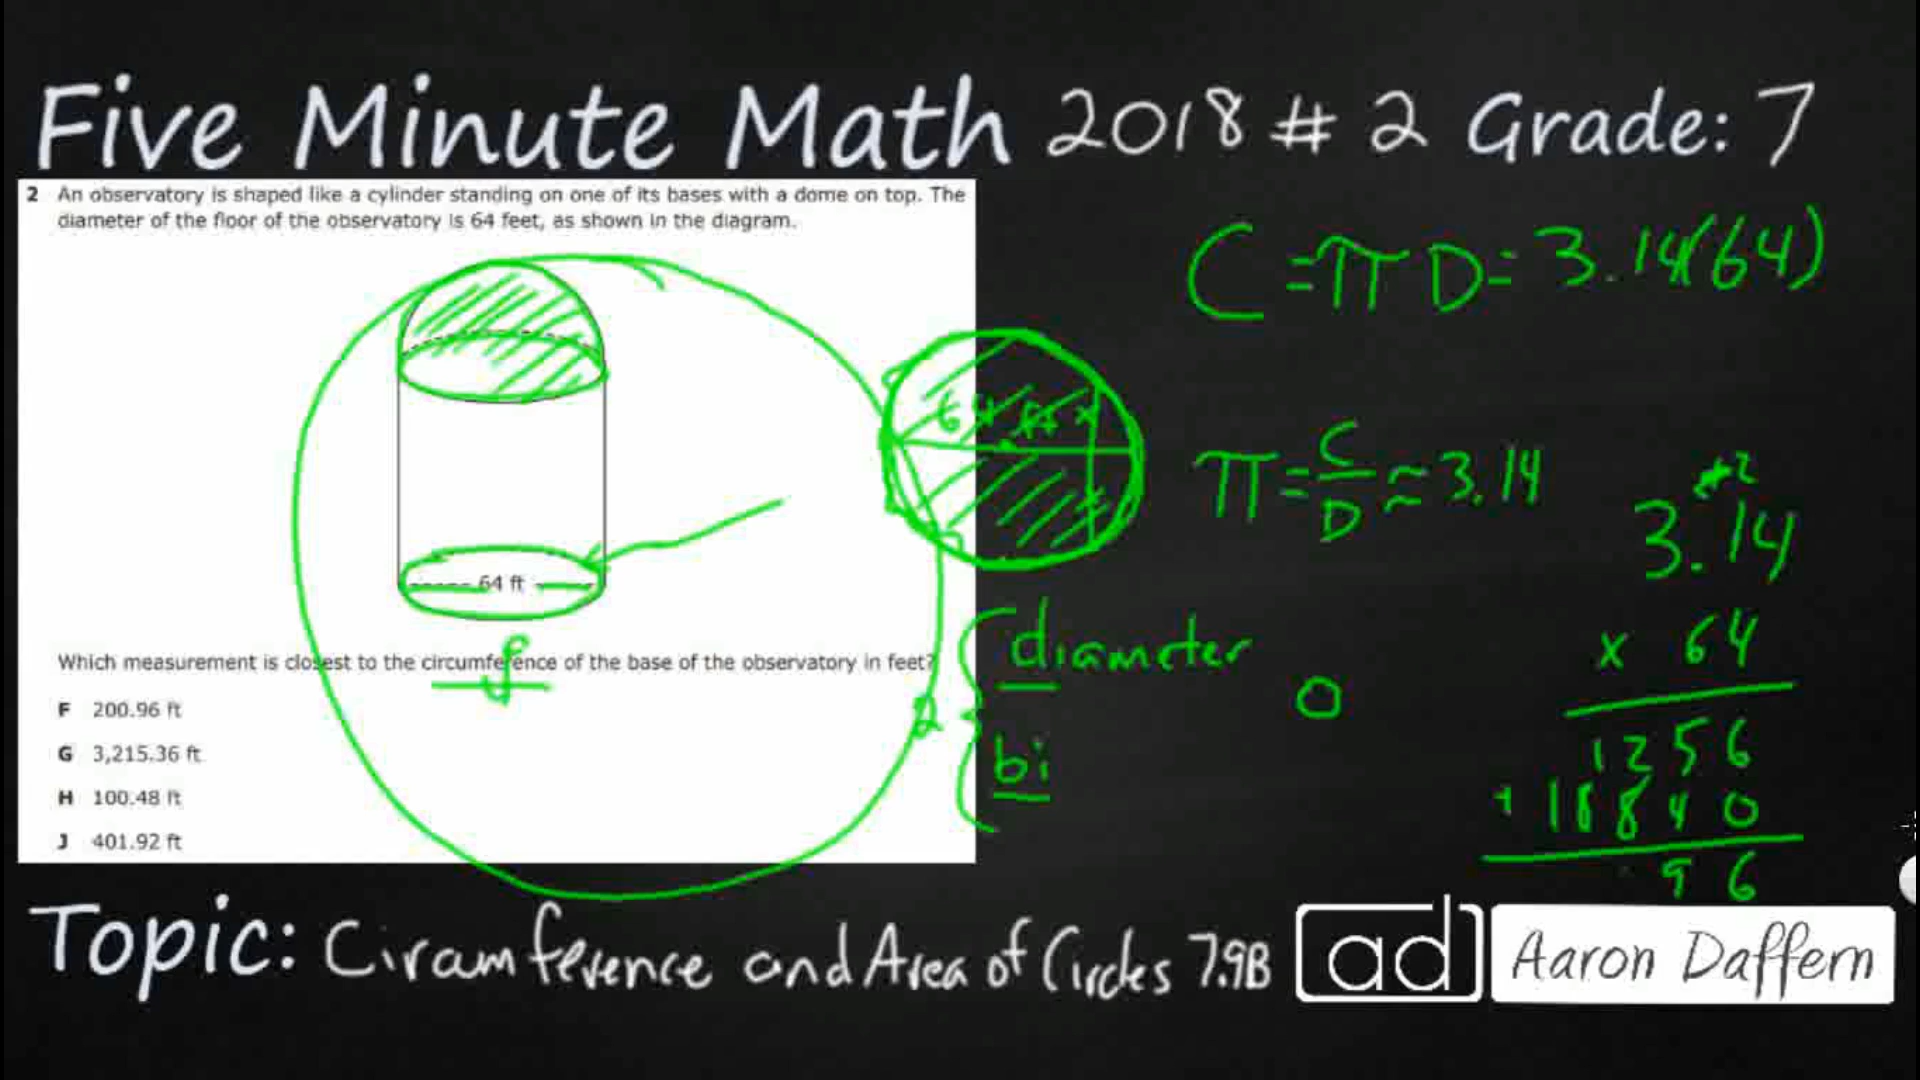 Five Minute Math 2018 # 2 Grade: 7
2 An observatory is shaped like a cylinder standing on one of its bases with a dome on top. The
diameter of the floor of the observatory is 64 feet, as shown in the diagram.
64 ft
Which measurement is closest to the circumference of the base of the observatory in feet?
F 200.96 ft
G 3,215.36 ft
H 100.48 ft
J 401.92 ft
C = π D = 3.14(64)
64
π = C/D ≈ 3.14
2
3.14
x 64
1256
+ 18840
96
diameter
2
bi
0
Topic: Circumference and Area of Circles 7.9B
ad Aaron Daffern